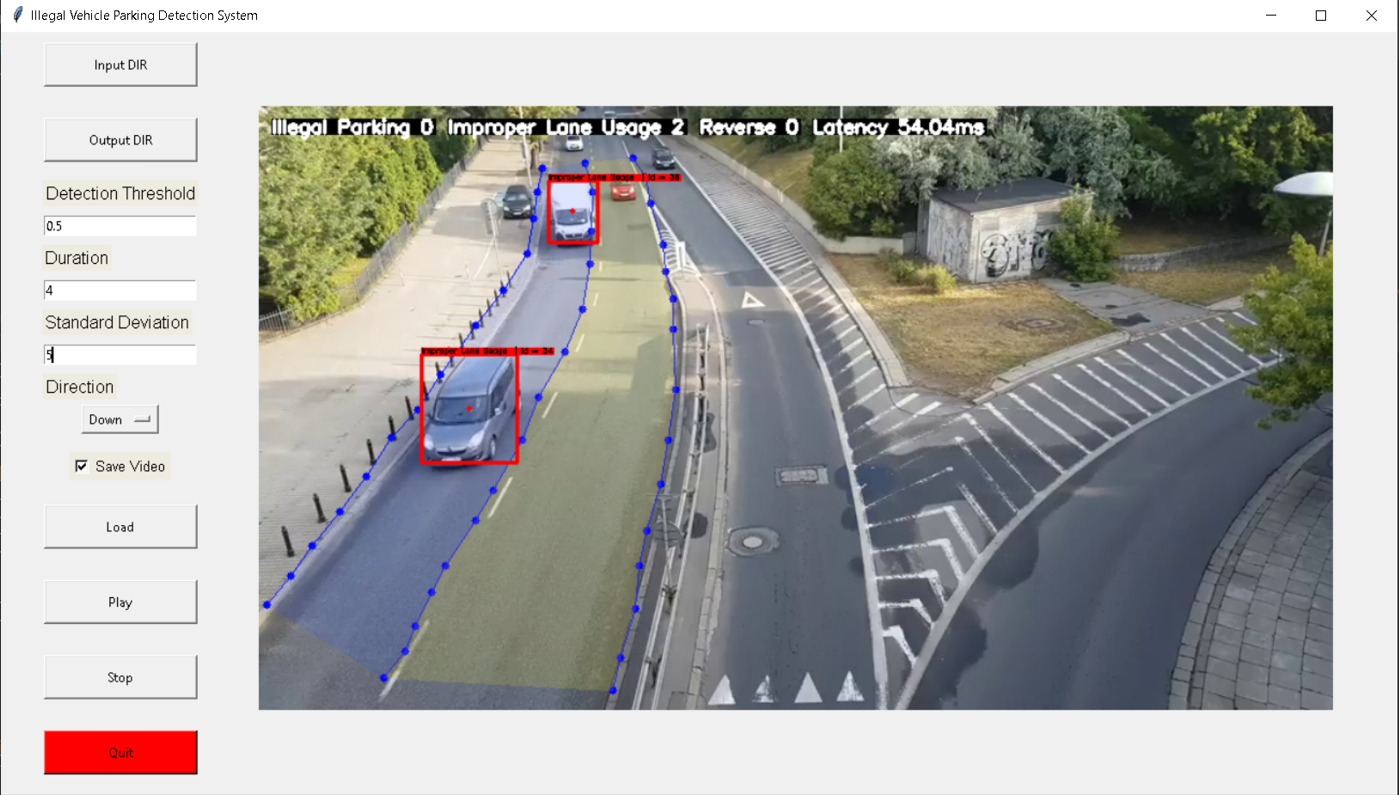 Illegal Vehicle Parking Detection System
Input DIR
Output DIR
Detection Threshold
0.5
Duration
4
Standard Deviation
5
Direction
Down
Save Video
Load
Play
Stop
Quit
Illegal Parking 0 Improper Lane Usage 2 Reverse 0 Latency 54.04ms
Improper Lane Usage | id = 38
Improper Lane Usage | id = 36